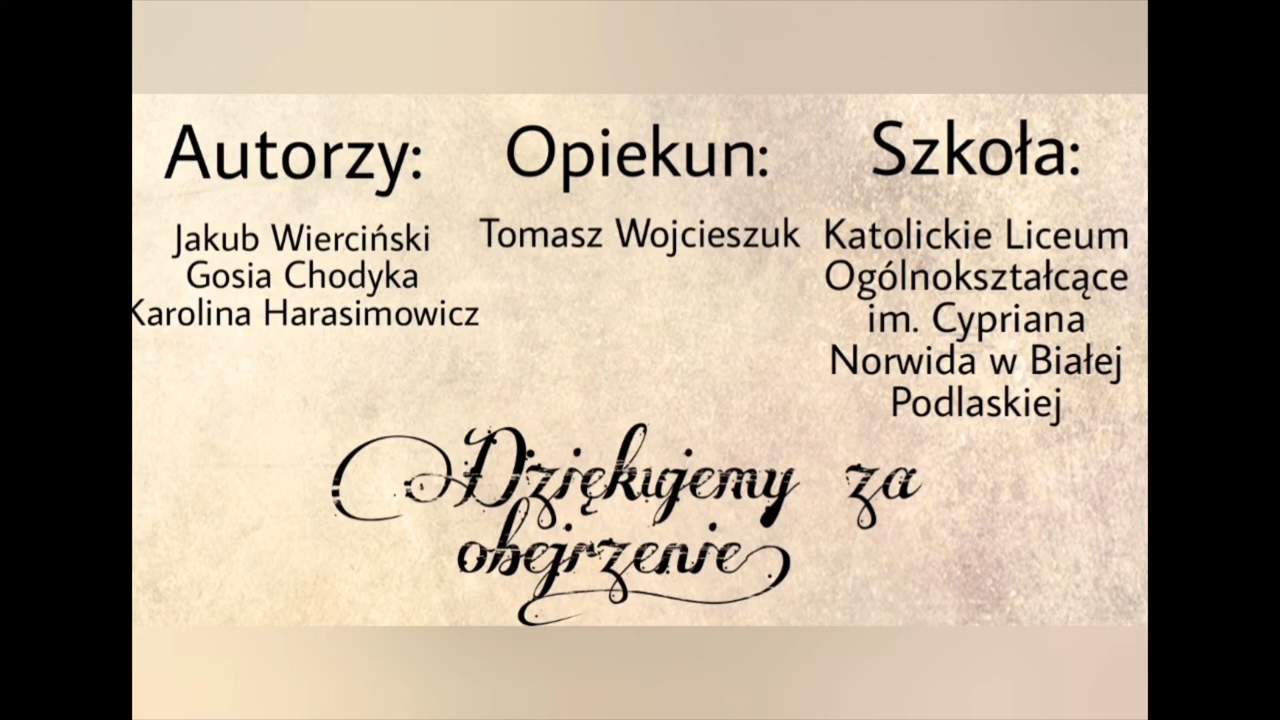 Autorzy:
Jakub Wierciński
Gosia Chodyka
Karolina Harasimowicz
Opiekun:
Tomasz Wojcieszuk
Szkoła:
Katolickie Liceum
Ogólnokształcące
im. Cypriana
Norwida w Białej
Podlaskiej
Dziękujemy za
obejrzenie